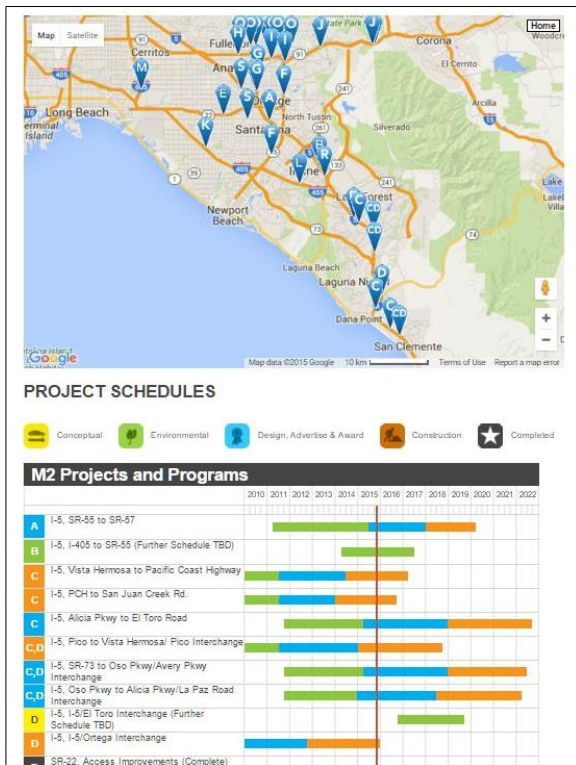 Map Satellite
Home
Cerritos
Corona
El Cerrito
Long Beach
Arcilla
North Tustin
Silverado
Newport
Beach
Lake
Laguna Beach
Dana Point
San Clemente
Google
Map data ©2015 Google 10 km Terms of Use Report a map error
PROJECT SCHEDULES
Conceptual Environmental Design, Advertise & Award Construction Completed
M2 Projects and Programs
2010 2011 2012 2013 2014 2015 2016 2017 2018 2019 2020 2021 2022
A I-5, SR-55 to SR-57
B I-5, I-405 to SR-55 (Further Schedule TBD)
C I-5, Vista Hermosa to Pacific Coast Highway
C I-5, PCH to San Juan Creek Rd.
C I-5, Alicia Pkwy to El Toro Road
C,D I-5, Pico to Vista Hermosa/ Pico Interchange
C,D I-5, SR-73 to Oso Pkwy/Avery Pkwy
Interchange
C,D I-5, Oso Pkwy to Alicia Pkwy/La Paz Road
Interchange
D I-5, I-5/El Toro Interchange (Further
Schedule TBD)
D I-5, I-5/Ortega Interchange
SR-22, Access Improvements (Complete)